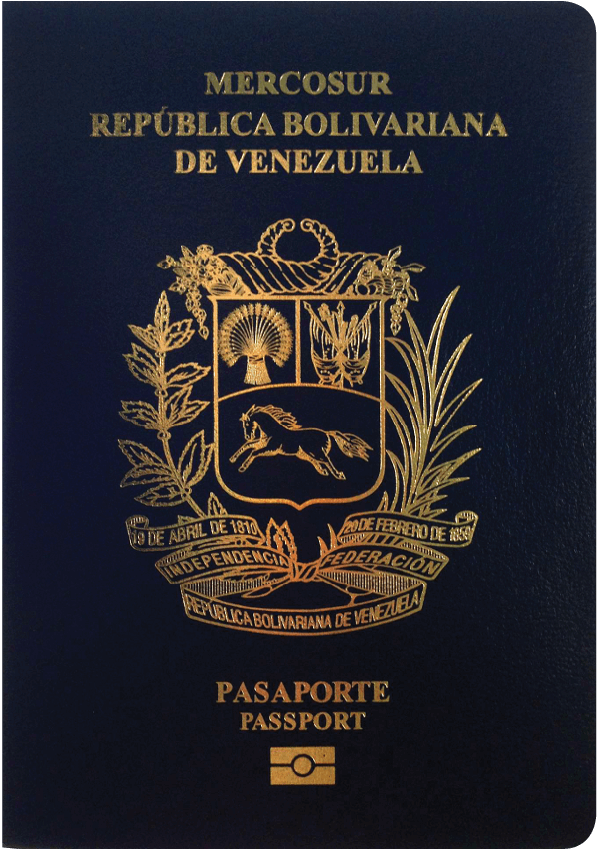 MERCOSUR
REPÚBLICA BOLIVARIANA
DE VENEZUELA
19 DE ABRIL DE 1810
20 DE FEBRERO DE 1859
INDEPENDENCIA
FEDERACIÓN
REPÚBLICA BOLIVARIANA DE VENEZUELA
PASAPORTE
PASSPORT